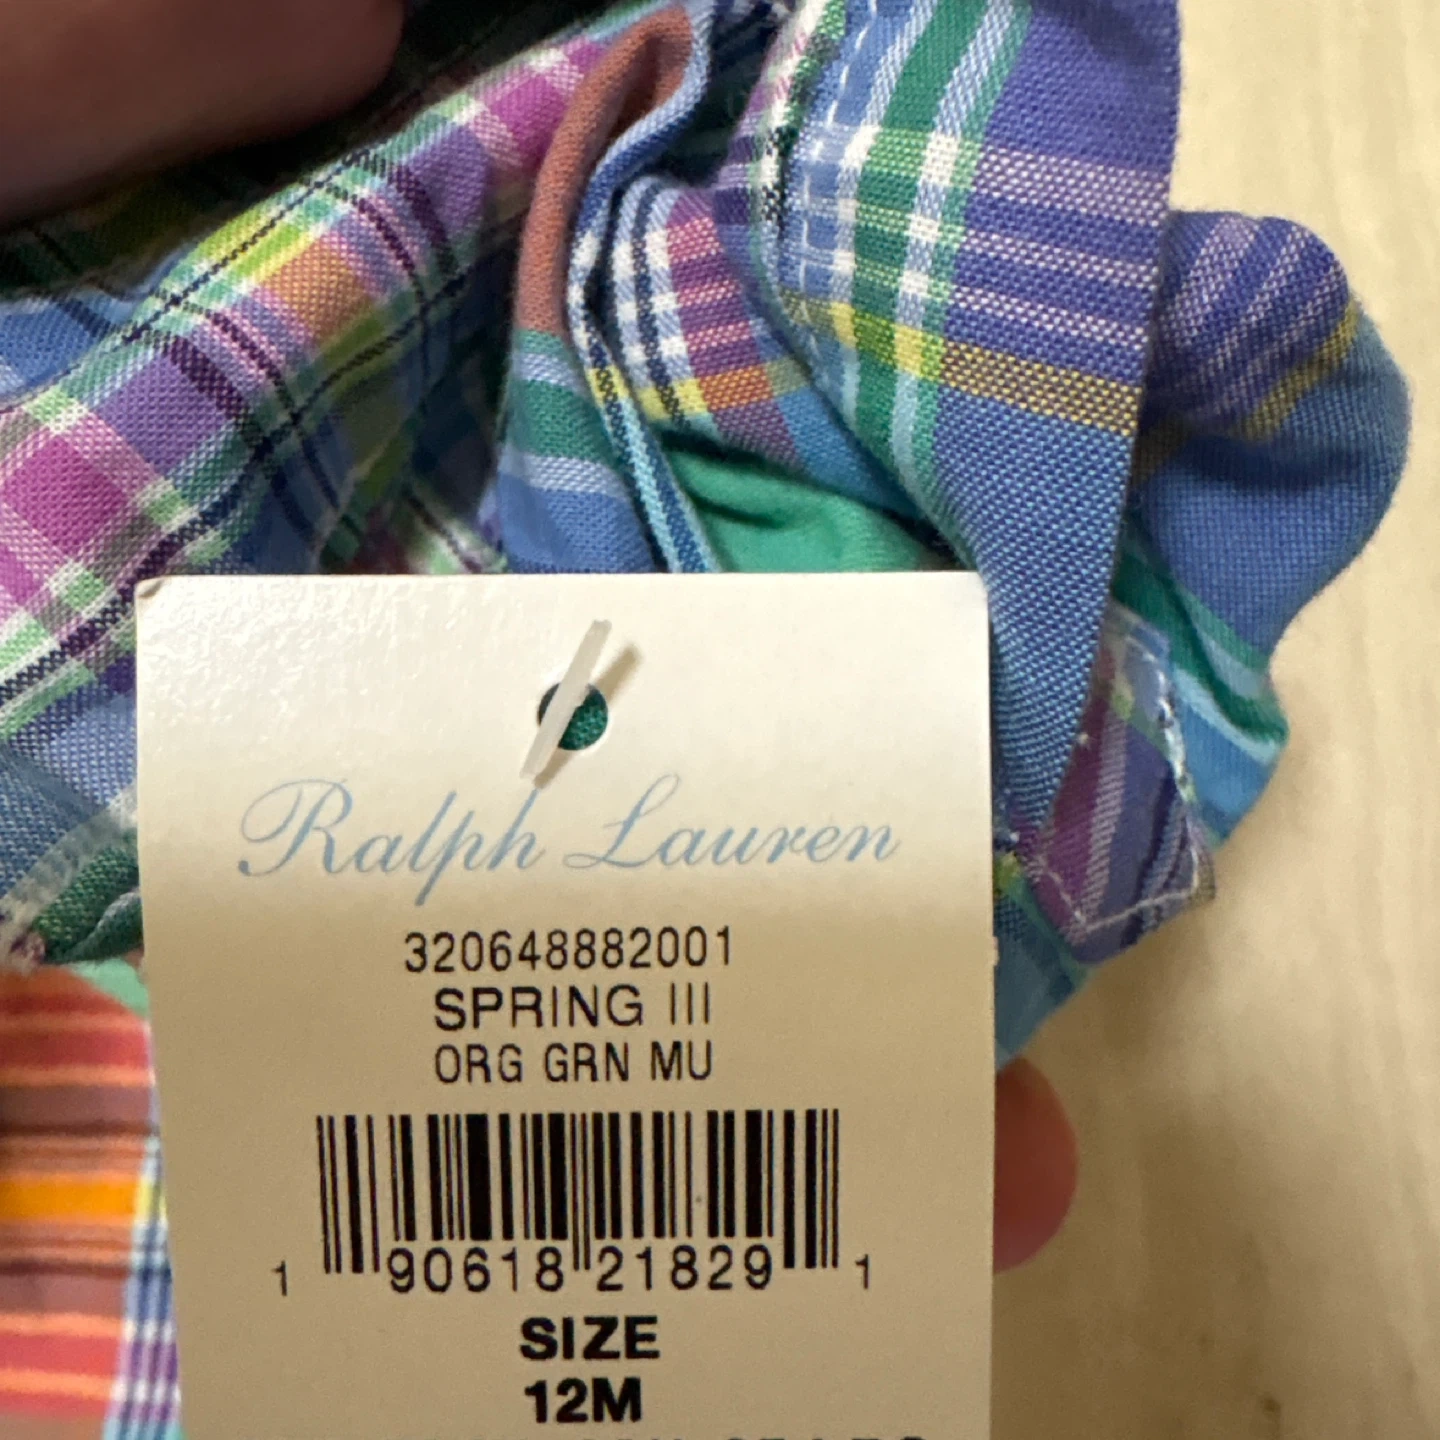 Ralph Lauren
320648882001
SPRING III
ORG GRN MU
1 90618 21829 1
SIZE
12M